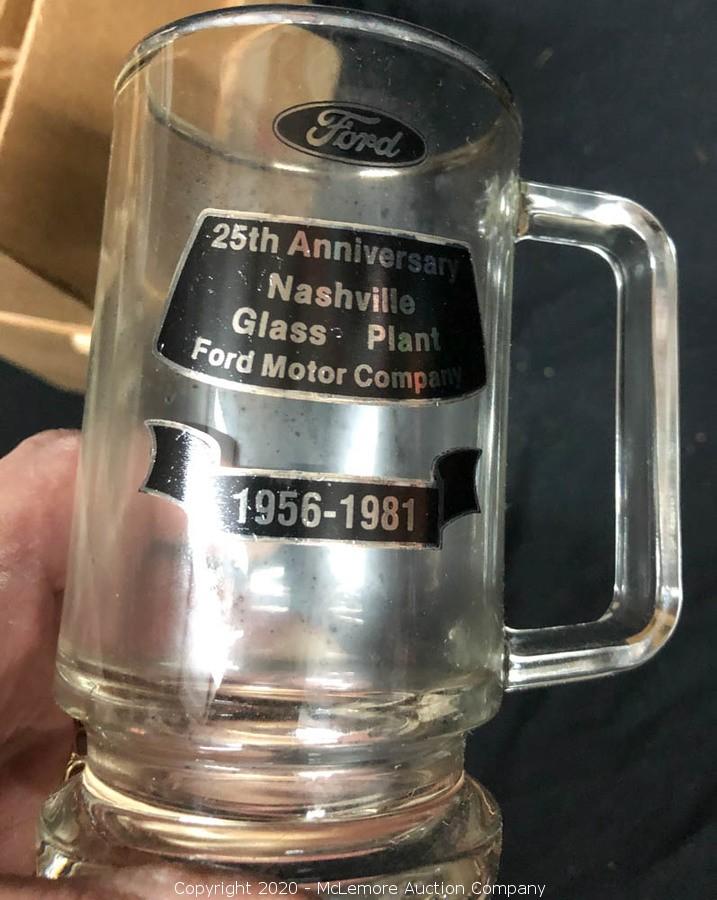 Ford
25th Anniversary
Nashville
Glass Plant
Ford Motor Company
1956-1981
Copyright 2020 - McLemore Auction Company